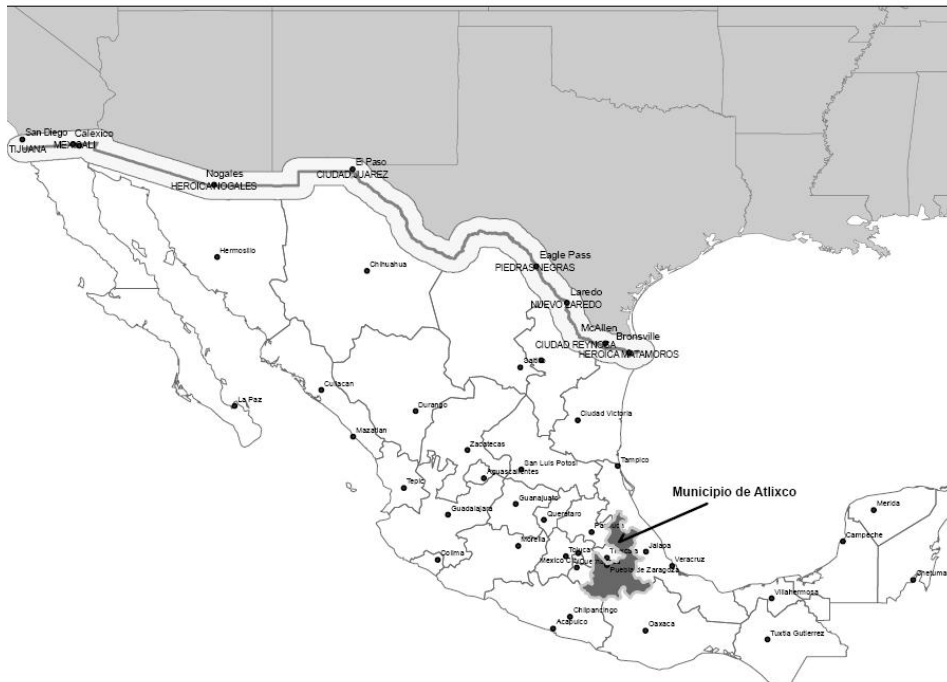 San Diego
Calexico
TIJUANA
MEXICALI
Nogales
HEROICA NOGALES
El Paso
CIUDAD JUAREZ
Hermosillo
Chihuahua
Eagle Pass
PIEDRAS NEGRAS
Laredo
NUEVO LAREDO
McAllen
Bronsville
CIUDAD REYNOSA
HEROICA MATAMOROS
Culiacan
La Paz
Durango
Ciudad Victoria
Mazatlan
Zacatecas
San Luis Potosi
Tampico
Aguascalientes
Tepic
Municipio de Atlixco
Guanajuato
Guadalajara
Queretaro
Merida
Morelia
Campeche
Colima
Toluca
Jalapa
Veracruz
Puebla de Zaragoza
Chetumal
Villahermosa
Chilpancingo
Acapulco
Oaxaca
Tuxtla Gutierrez